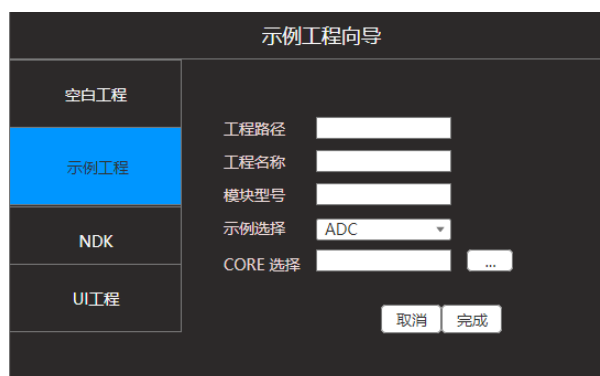 示例工程向导
空白工程
示例工程
NDK
UI工程
工程路径
工程名称
模块型号
示例选择 ADC
CORE 选择 ...
取消 完成